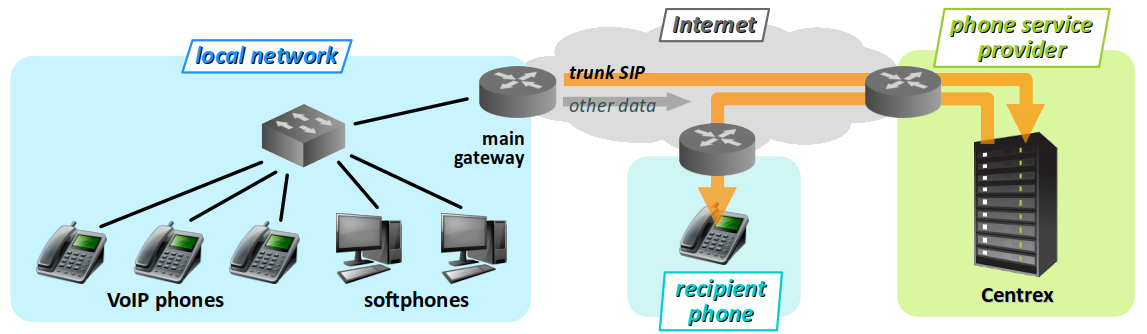 local network
Internet
phone service
provider
trunk SIP
other data
main
gateway
VoIP phones
softphones
recipient
phone
Centrex